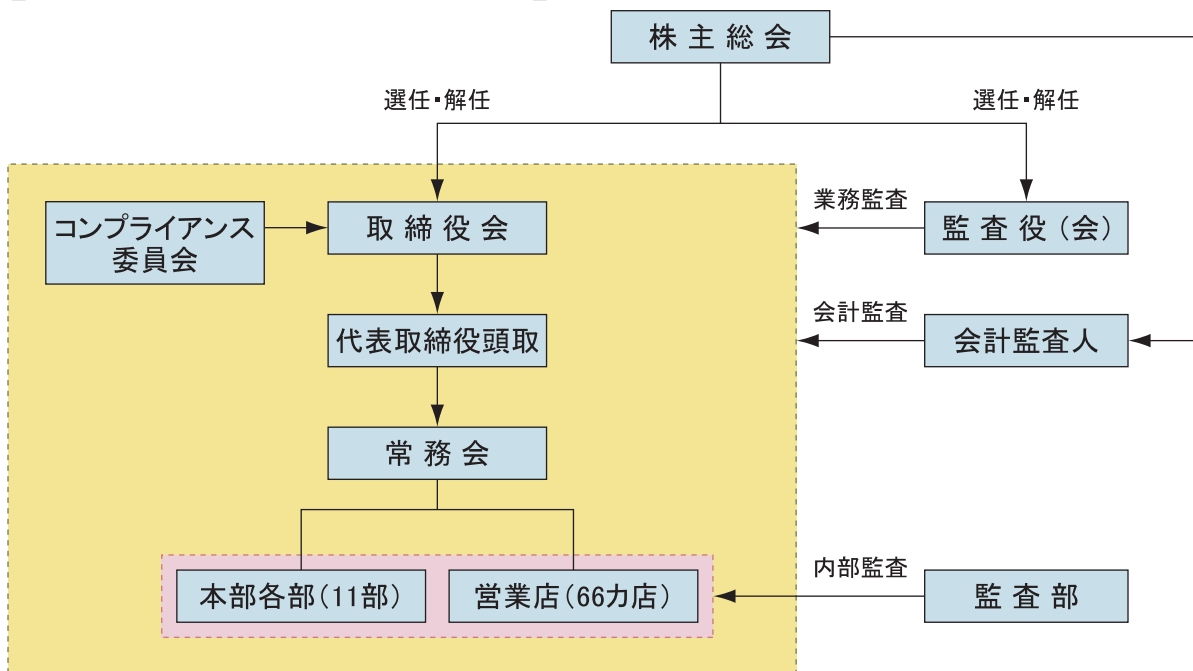 株主総会
選任・解任
選任・解任
コンプライアンス
委員会
取締役会
業務監査
監査役(会)
代表取締役頭取
会計監査
会計監査人
常務会
本部各部(11部)
営業店(66カ店)
内部監査
監査部